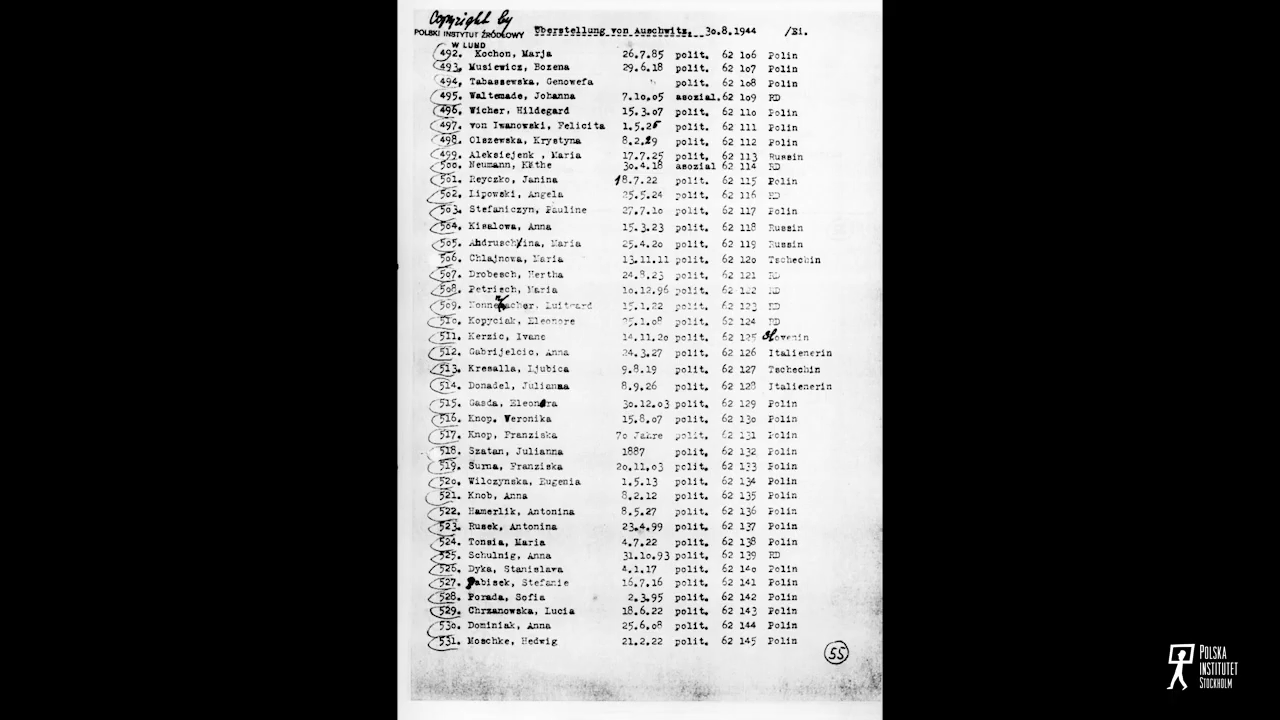 Copyright by
POLSKI INSTYTUT ŹRÓDŁOWY
W LUND
Überstellung von Auschwitz, 30.8.1944 /Ei.
492. Kochon, Marja 26.7.85 polit. 62 106 Polin
493. Musiewicz, Bozena 29.6.18 polit. 62 107 Polin
494. Tabaszewska, Genowefa polit. 62 108 Polin
495. Waltemade, Johanna 7.10.05 asozial. 62 109 RD
496. Wicher, Hildegard 15.3.07 polit. 62 110 Polin
497. von Iwanowski, Felicita 1.5.25 polit. 62 111 Polin
498. Olszewska, Krystyna 8.2.29 polit. 62 112 Polin
499. Aleksiejenk , Maria 17.7.25 polit. 62 113 Russin
500. Neumann, Käthe 30.4.18 asozial 62 114 RD
501. Reyczko, Janina 18.7.22 polit. 62 115 Polin
502. Lipowski, Angela 25.5.24 polit. 62 116 RD
503. Stefaniczyn, Pauline 27.7.10 polit. 62 117 Polin
504. Kisalowa, Anna 15.3.23 polit. 62 118 Russin
505. Maria 25.4.20 polit. 62 119 Russin
506. Chlajnowa, Maria 13.11.11 polit. 62 120 Tschechin
507. Drobesch, Hertha 24.8.23 polit. 62 121 RD
508. Petrisch, Maria 10.12.96 polit. 62 122 RD
509. Luitgard 15.1.22 polit. 62 123 RD
510. Kopyciak, Eleonore 25.1.08 polit. 62 124 RD
511. Kerzic, Ivane 14.11.20 polit. 62 125 Slovenin
512. Gabrijelcic, Anna 24.3.27 polit. 62 126 Italienerin
513. Kresalla, Ljubica 9.8.19 polit. 62 127 Tschechin
514. Donadel, Julianna 8.9.26 polit. 62 128 Italienerin
515. Gasda, Eleonora 30.12.03 polit. 62 129 Polin
516. Knop, Veronika 15.8.07 polit. 62 130 Polin
517. Knop, Franziska 70 Jahre polit. 62 131 Polin
518. Szatan, Julianna 1887 polit. 62 132 Polin
519. Surna, Franziska 20.11.03 polit. 62 133 Polin
520. Wilczynska, Eugenia 1.5.13 polit. 62 134 Polin
521. Knob, Anna 8.2.12 polit. 62 135 Polin
522. Hamerlik, Antonina 8.5.27 polit. 62 136 Polin
523. Rusek, Antonina 23.4.99 polit. 62 137 Polin
524. Tonsia, Maria 4.7.22 polit. 62 138 Polin
525. Schulnig, Anna 31.10.93 polit. 62 139 RD
526. Dyka, Stanislava 4.1.17 polit. 62 140 Polin
527. Stefanie 16.7.16 polit. 62 141 Polin
528. Porada, Sofia 2.3.95 polit. 62 142 Polin
529. Chrzanowska, Lucia 18.6.22 polit. 62 143 Polin
530. Dominiak, Anna 25.6.08 polit. 62 144 Polin
531. Moschke, Hedwig 21.2.22 polit. 62 145 Polin
55
POLSKA
INSTITUTET
STOCKHOLM